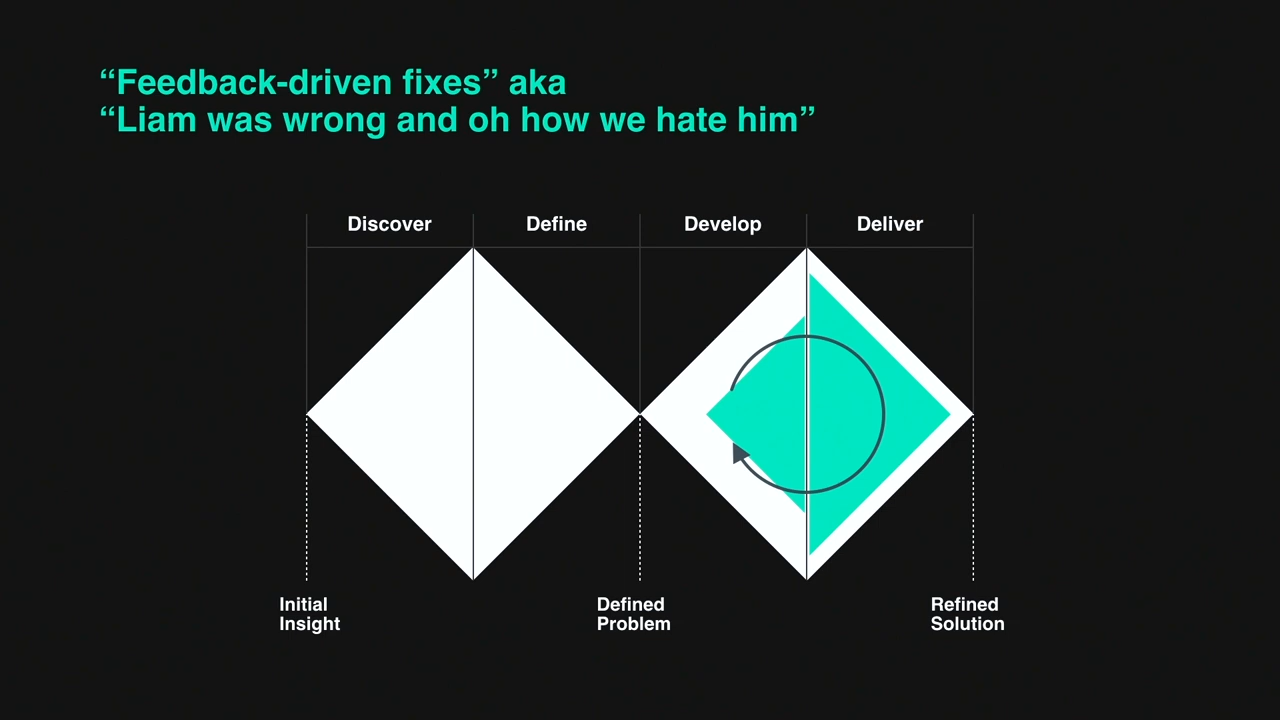 “Feedback-driven fixes” aka
“Liam was wrong and oh how we hate him”
Discover
Define
Develop
Deliver
Initial
Insight
Defined
Problem
Refined
Solution